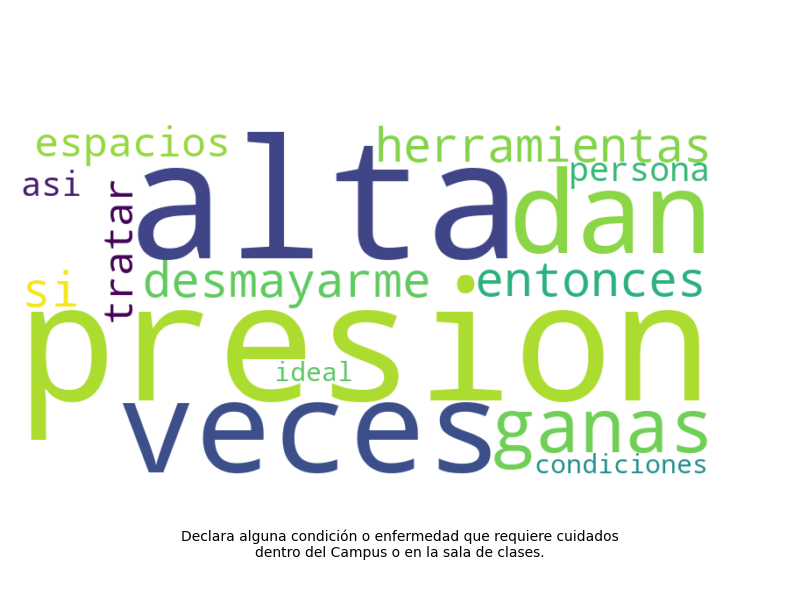 espacios
alta
herramientas
asi
persona
tratar
dan
desmayarme
entonces
si
presion
ideal
veces
ganas
condiciones
Declara alguna condición o enfermedad que requiere cuidados
dentro del Campus o en la sala de clases.